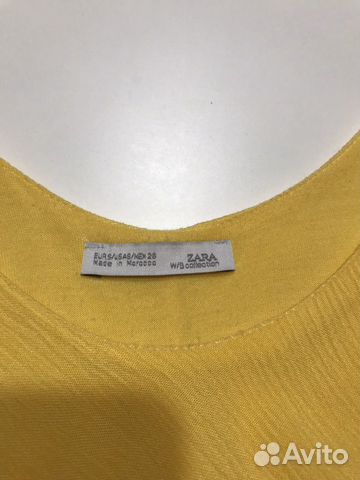 EUR S/USA S/MEX 26
Made in Morocco
ZARA
W/B collection
Avito